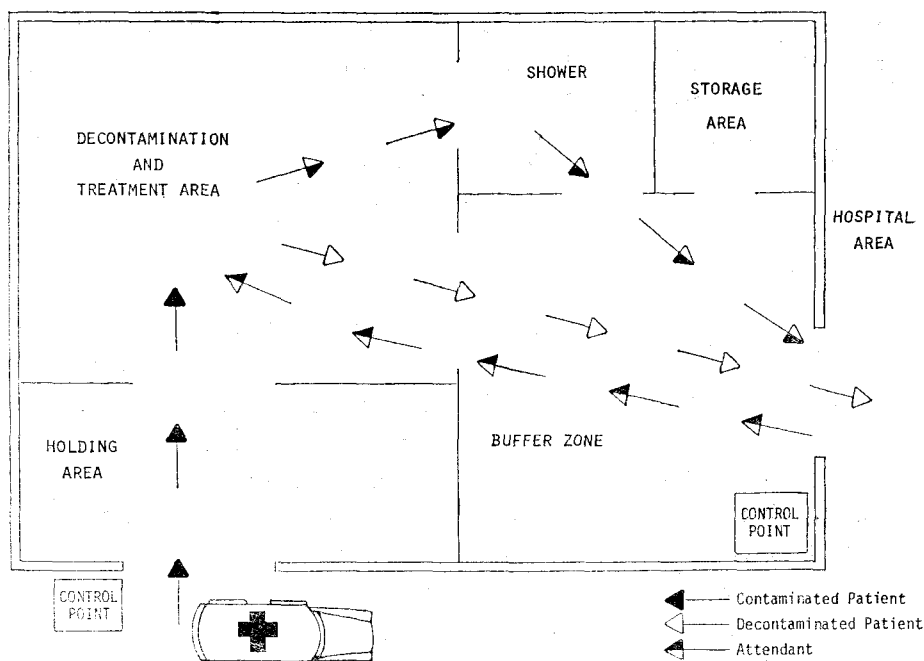 SHOWER
STORAGE
AREA
DECONTAMINATION
AND
TREATMENT AREA
HOSPITAL
AREA
HOLDING
AREA
BUFFER ZONE
CONTROL
POINT
CONTROL
POINT
Contaminated Patient
Decontaminated Patient
Attendant